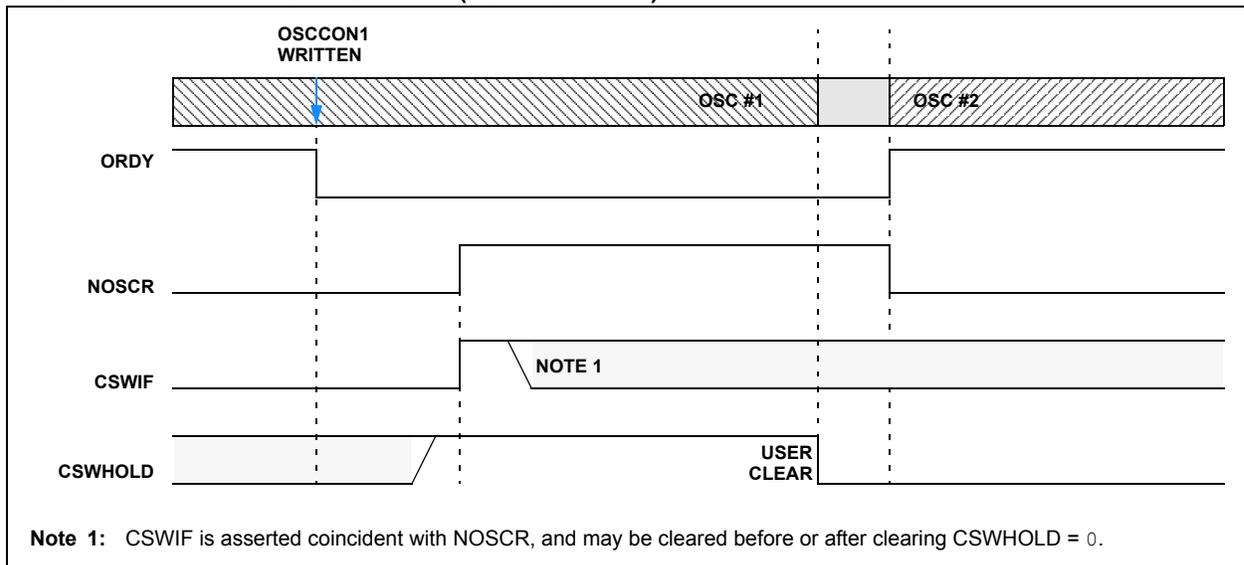 OSCCON1
WRITTEN
OSC #1
OSC #2
ORDY
NOSCR
CSWIF
NOTE 1
CSWHOLD
USER
CLEAR
Note 1: CSWIF is asserted coincident with NOSCR, and may be cleared before or after clearing CSWHOLD = 0.